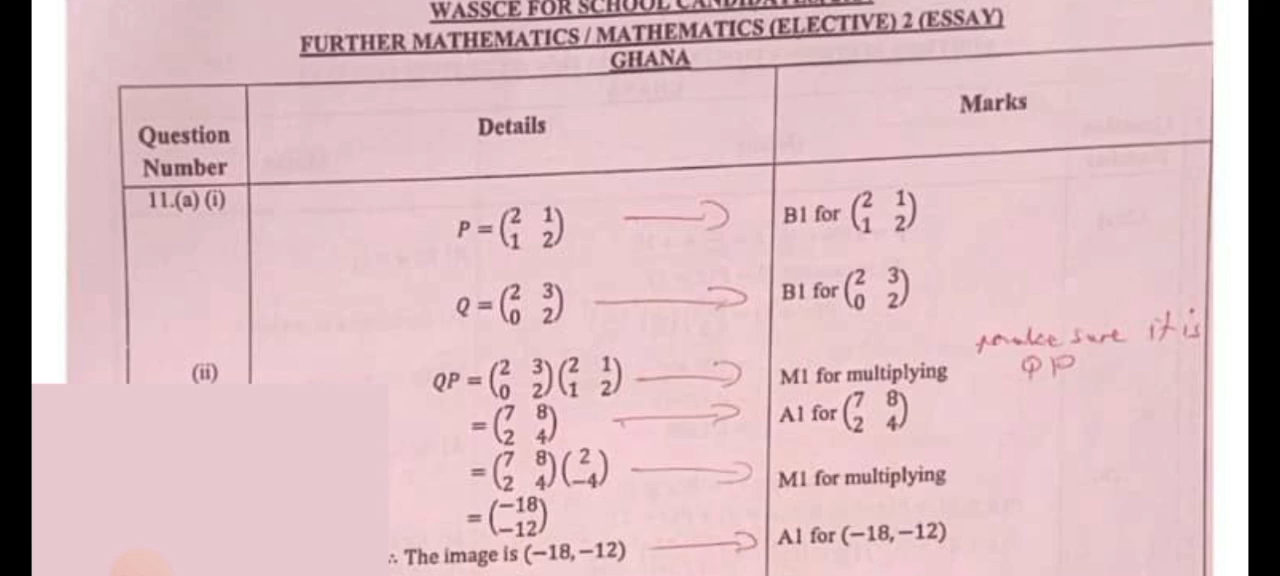 WASSCE FOR SCHOOL
FURTHER MATHEMATICS / MATHEMATICS (ELECTIVE) 2 (ESSAY)
GHANA
Question Number
Details
Marks
11.(a) (i)
P = (2 1
1 2)
B1 for (2 1
1 2)
Q = (2 3
0 2)
B1 for (2 3
0 2)
make sure it is
QP
(ii)
QP = (2 3
0 2)(2 1
1 2)
M1 for multiplying
= (7 8
2 4)
A1 for (7 8
2 4)
= (7 8
2 4)(2
-4)
M1 for multiplying
= (-18
-12)
∴ The image is (-18, -12)
A1 for (-18, -12)